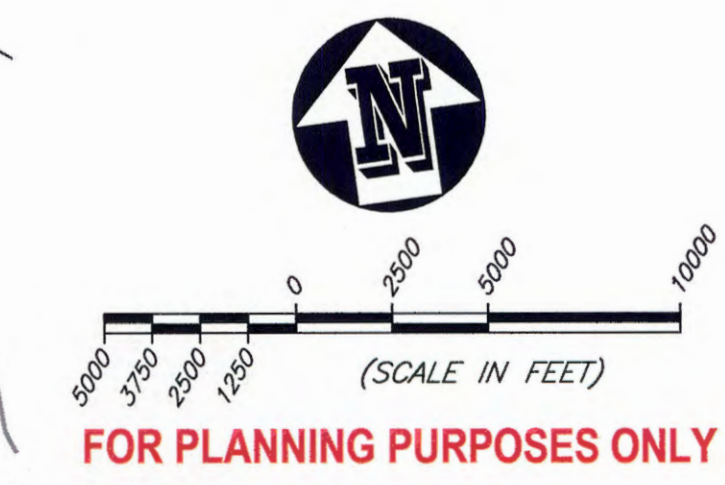 N
0 2500 5000 10000
5000 3750 2500 1250
(SCALE IN FEET)
FOR PLANNING PURPOSES ONLY